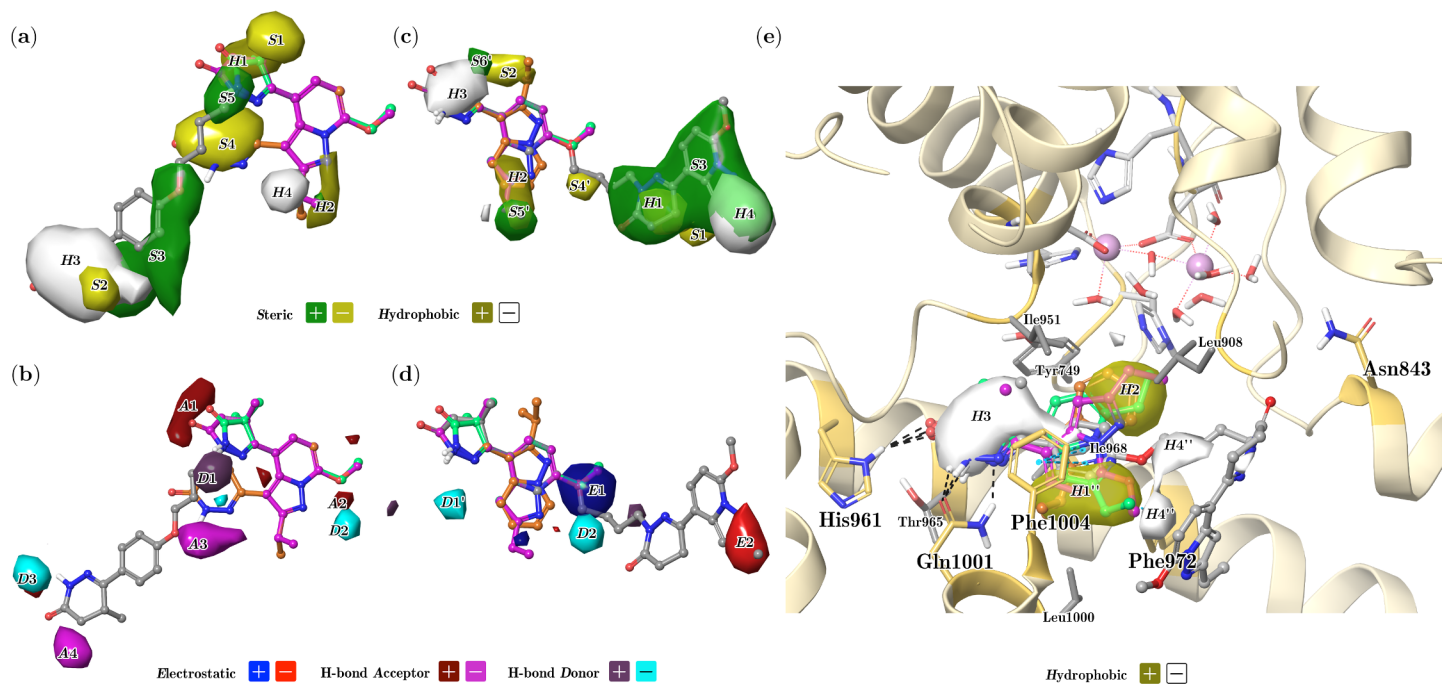 (a)
S1
H1
S5
S4
H4
H2
S3
H3
S2
(c)
S6'
S2
H3
H2
S5'
S4'
H1
S3
H4
S1
Steric + − Hydrophobic + −
(b)
A1
D1
A2
D2
A3
D3
A4
(d)
D1'
E1
D2
E2
Electrostatic + − H-bond Acceptor + − H-bond Donor + −
(e)
Ile951
Leu908
Tyr749
Asn843
H2
H3
H4''
Ile968
H1''
H4''
His961
Thr965
Phe1004
Gln1001
Phe972
Leu1000
Hydrophobic + −